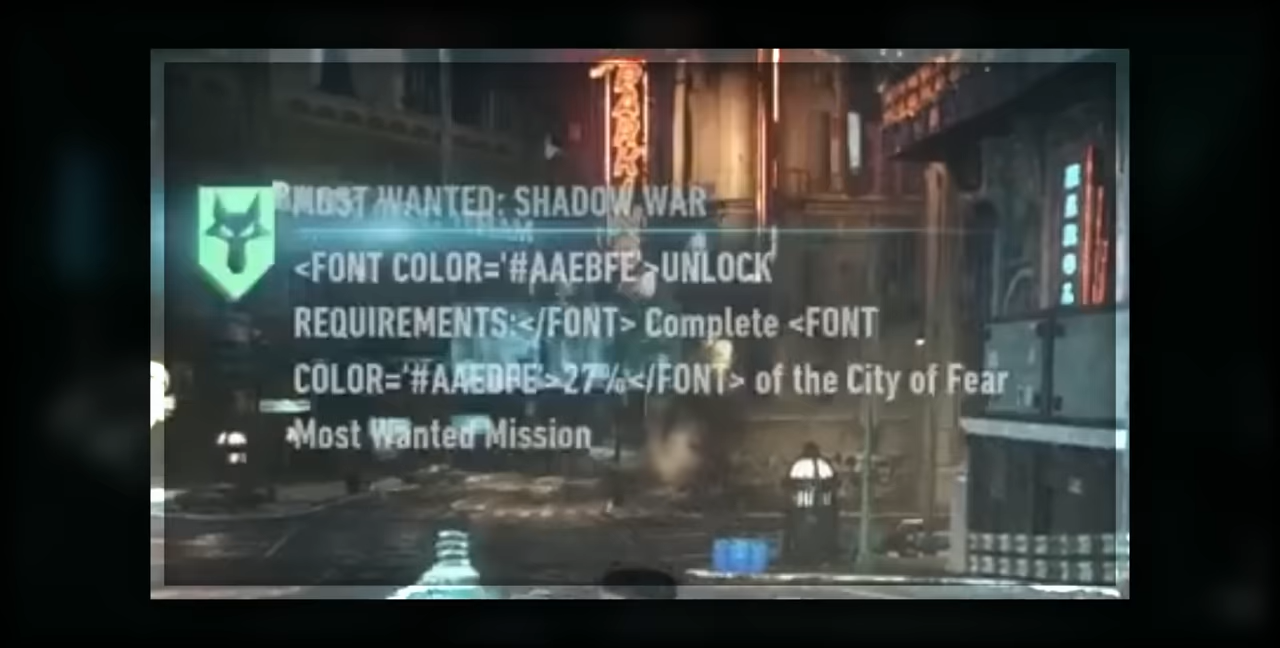 MOST WANTED: SHADOW WAR
<FONT COLOR='#AAEBFE'>UNLOCK
REQUIREMENTS:</FONT> Complete <FONT
COLOR='#AAEBFE'>27%</FONT> of the City of Fear
Most Wanted Mission